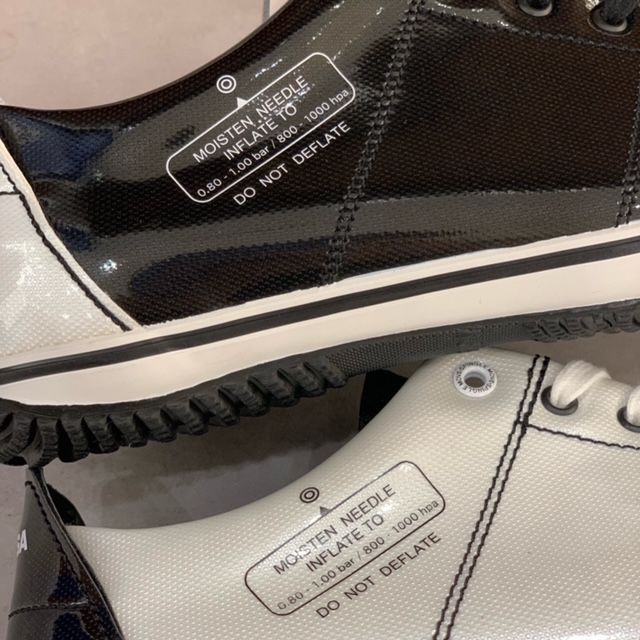 MOISTEN NEEDLE
INFLATE TO
0.80 - 1.00 bar / 800 - 1000 hpa
DO NOT DEFLATE
MOISTEN NEEDLE
INFLATE TO
0.80 - 1.00 bar / 800 - 1000 hpa
DO NOT DEFLATE